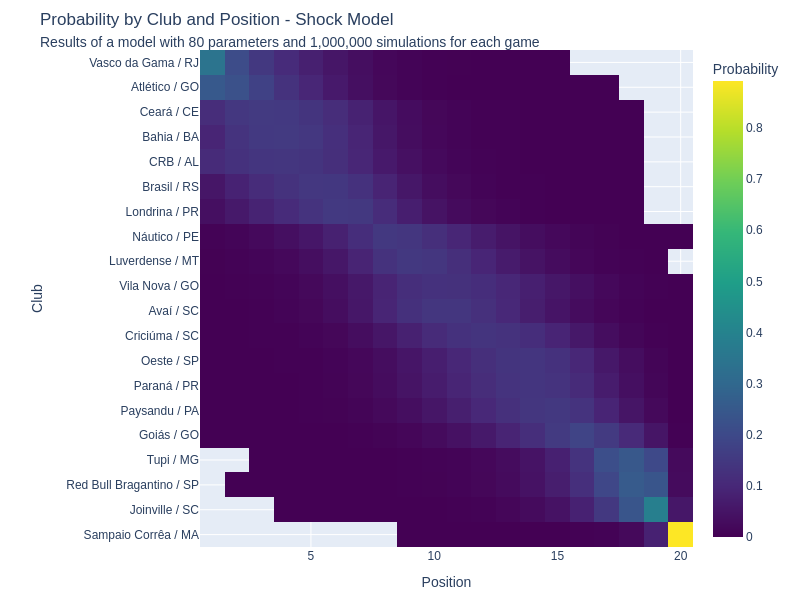 Probability by Club and Position - Shock Model
Results of a model with 80 parameters and 1,000,000 simulations for each game
Probability
Vasco da Gama / RJ
Atlético / GO
Ceará / CE
Bahia / BA
CRB / AL
Brasil / RS
Londrina / PR
Náutico / PE
Luverdense / MT
Vila Nova / GO
Avaí / SC
Criciúma / SC
Oeste / SP
Paraná / PR
Paysandu / PA
Goiás / GO
Tupi / MG
Red Bull Bragantino / SP
Joinville / SC
Sampaio Corrêa / MA
Club
5
10
15
20
Position
0.8
0.7
0.6
0.5
0.4
0.3
0.2
0.1
0